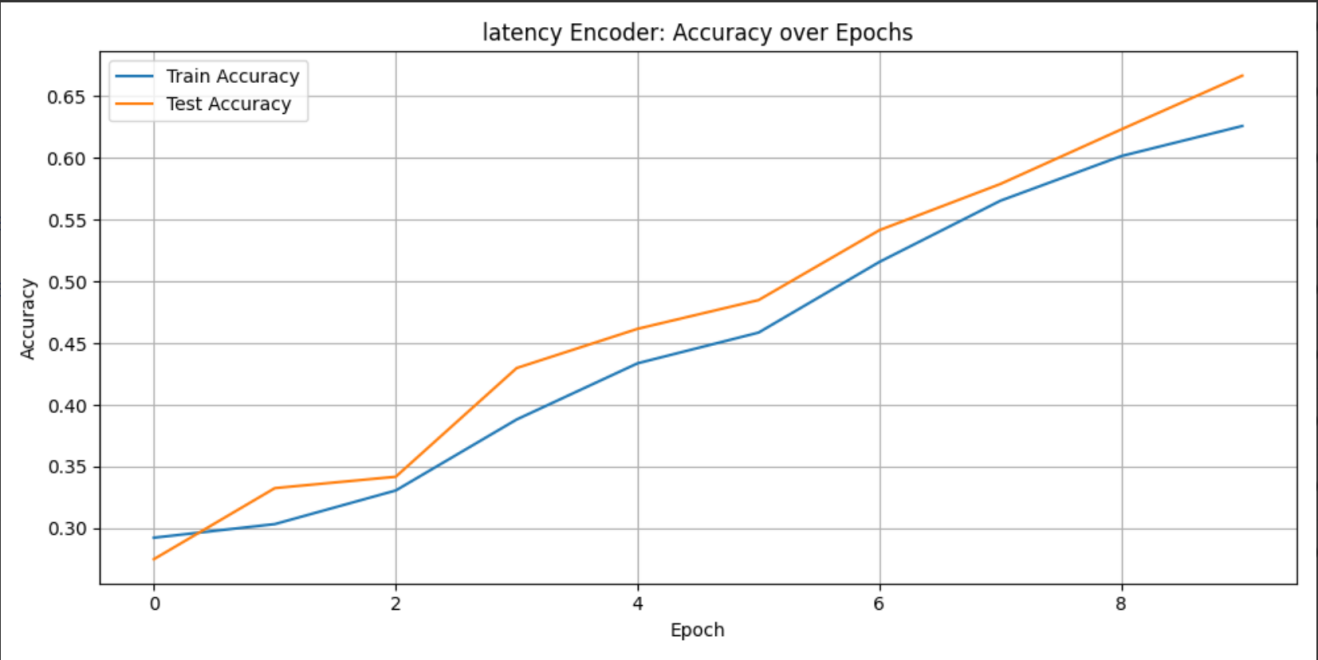 latency Encoder: Accuracy over Epochs
Train Accuracy
Test Accuracy
0.65
0.60
0.55
0.50
0.45
0.40
0.35
0.30
Accuracy
0 2 4 6 8
Epoch